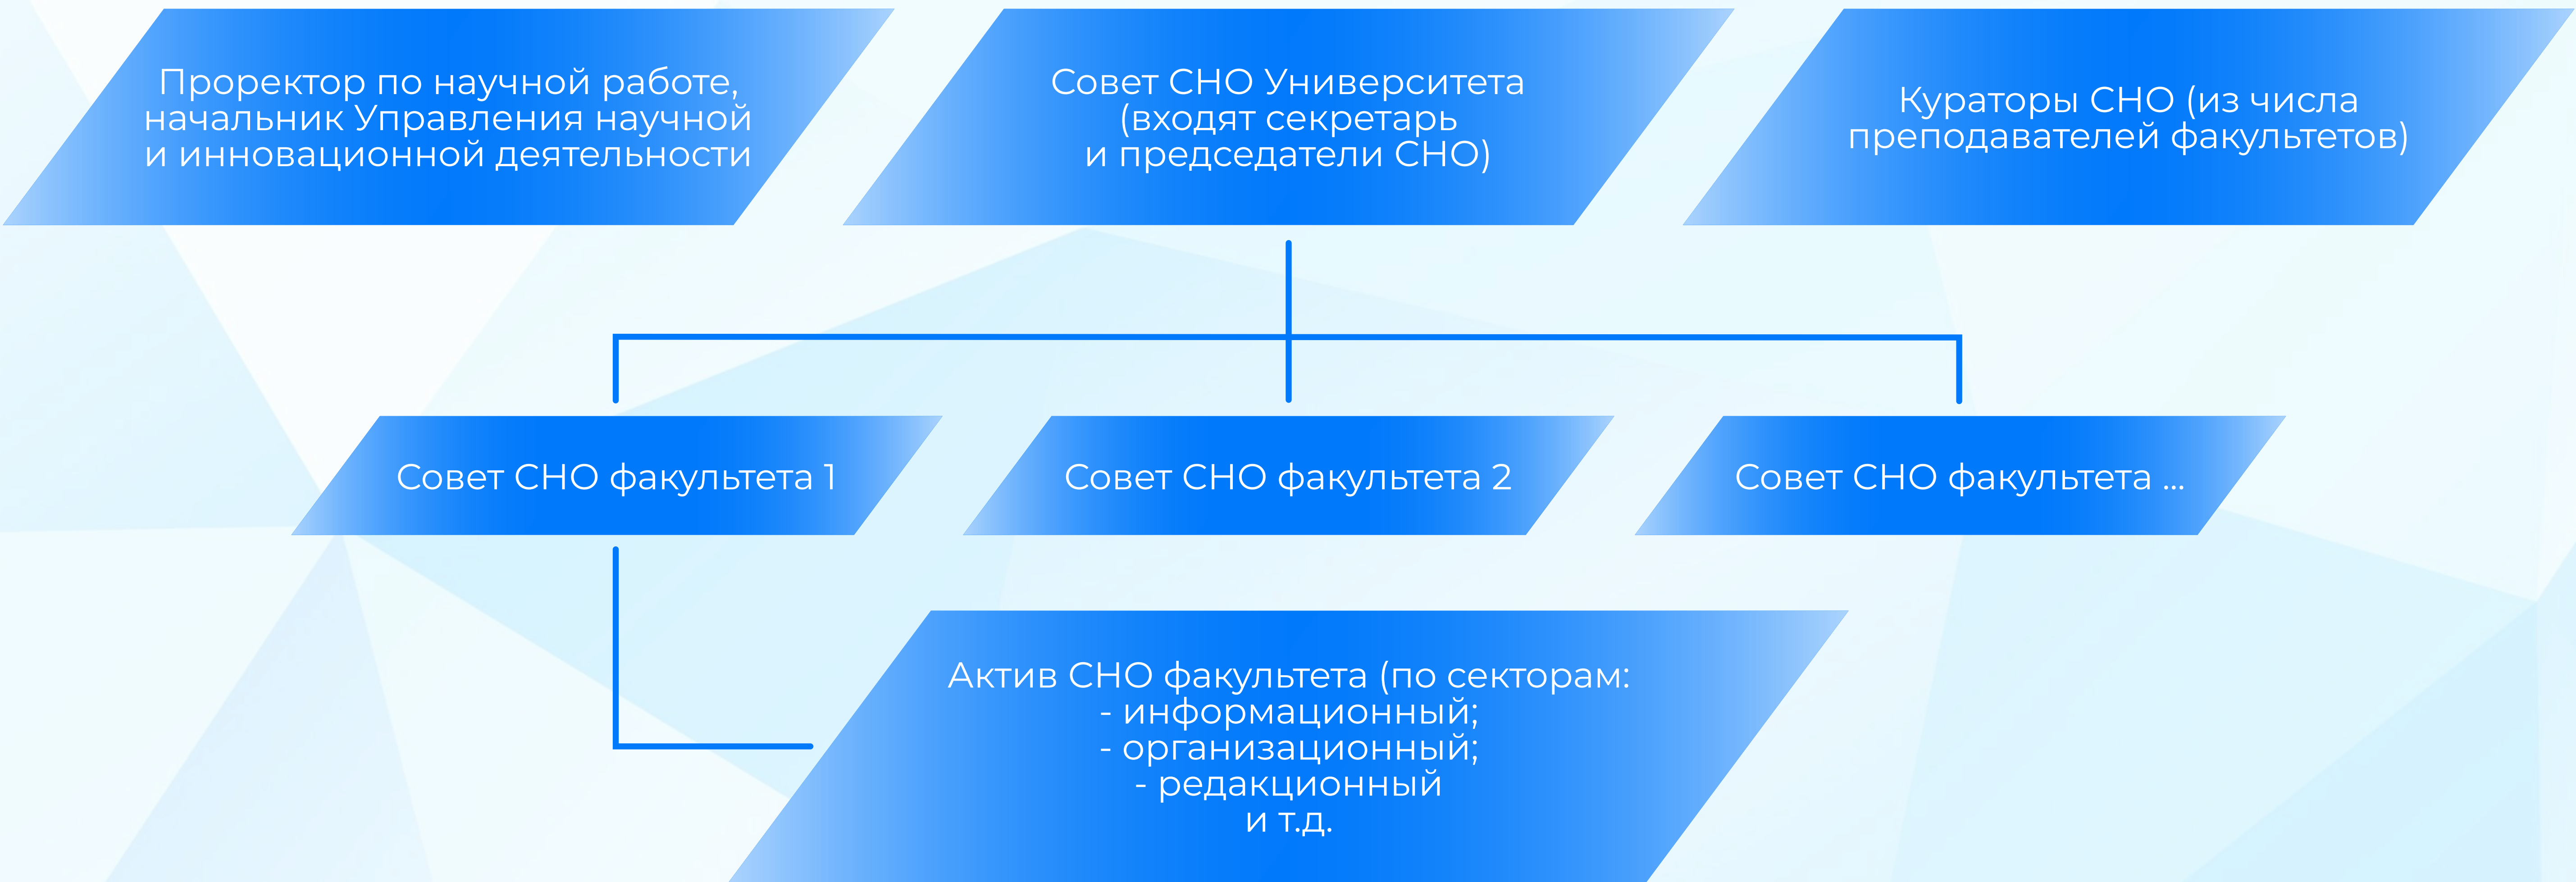 Проректор по научной работе,
начальник Управления научной
и инновационной деятельности
Совет СНО Университета
(входят секретарь
и председатели СНО)
Кураторы СНО (из числа
преподавателей факультетов)
Совет СНО факультета 1
Совет СНО факультета 2
Совет СНО факультета ...
Актив СНО факультета (по секторам:
- информационный;
- организационный;
- редакционный
и т.д.